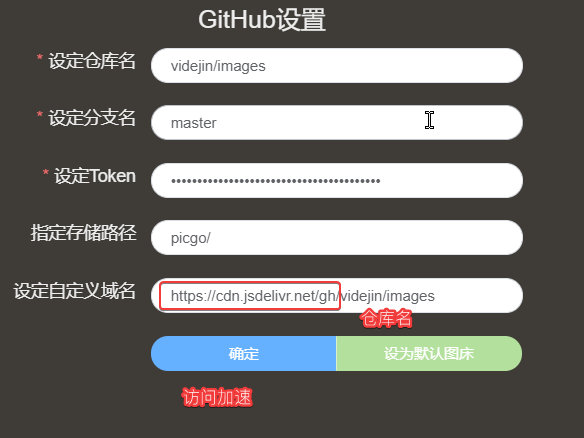 GitHub设置
* 设定仓库名 videjin/images
* 设定分支名 master
* 设定Token ••••••••••••••••••••••••••••••••••••••••
指定存储路径 picgo/
设定自定义域名 https://cdn.jsdelivr.net/gh/videjin/images
仓库名
确定 设为默认图床
访问加速